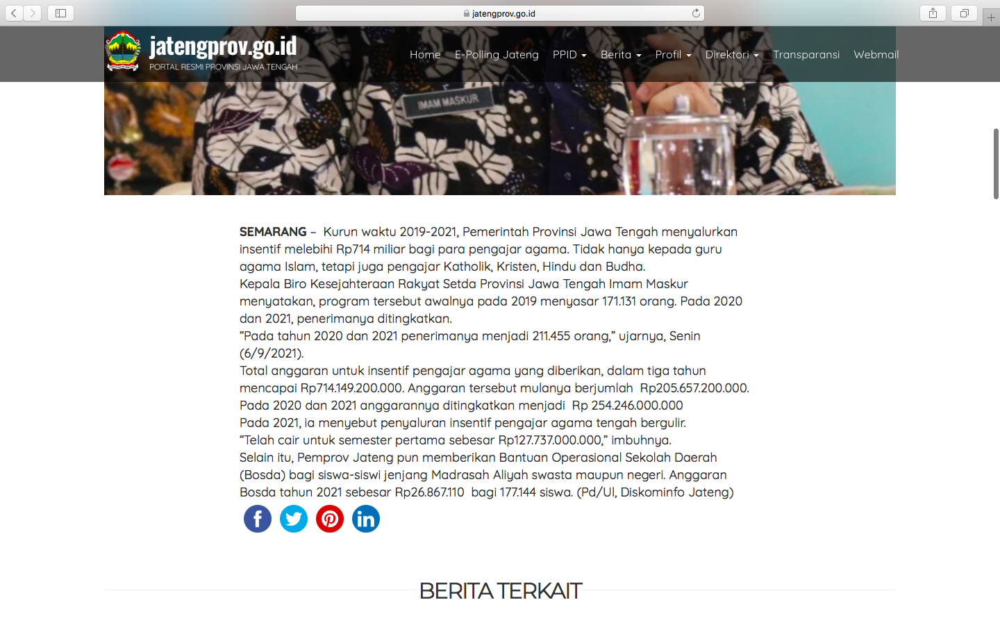 jatengprov.go.id
jatengprov.go.id
PORTAL RESMI PROVINSI JAWA TENGAH
Home E-Polling Jateng PPID Berita Profil Direktori Transparansi Webmail
IMAM MASKUR
SEMARANG –  Kurun waktu 2019-2021, Pemerintah Provinsi Jawa Tengah menyalurkan
insentif melebihi Rp714 miliar bagi para pengajar agama. Tidak hanya kepada guru
agama Islam, tetapi juga pengajar Katholik, Kristen, Hindu dan Budha.
Kepala Biro Kesejahteraan Rakyat Setda Provinsi Jawa Tengah Imam Maskur
menyatakan, program tersebut awalnya pada 2019 menyasar 171.131 orang. Pada 2020
dan 2021, penerimanya ditingkatkan.
“Pada tahun 2020 dan 2021 penerimanya menjadi 211.455 orang,” ujarnya, Senin
(6/9/2021).
Total anggaran untuk insentif pengajar agama yang diberikan, dalam tiga tahun
mencapai Rp714.149.200.000. Anggaran tersebut mulanya berjumlah  Rp205.657.200.000.
Pada 2020 dan 2021 anggarannya ditingkatkan menjadi  Rp 254.246.000.000
Pada 2021, ia menyebut penyaluran insentif pengajar agama tengah bergulir.
“Telah cair untuk semester pertama sebesar Rp127.737.000.000,” imbuhnya.
Selain itu, Pemprov Jateng pun memberikan Bantuan Operasional Sekolah Daerah
(Bosda) bagi siswa-siswi jenjang Madrasah Aliyah swasta maupun negeri. Anggaran
Bosda tahun 2021 sebesar Rp26.867.110  bagi 177.144 siswa. (Pd/Ul, Diskominfo Jateng)
BERITA TERKAIT